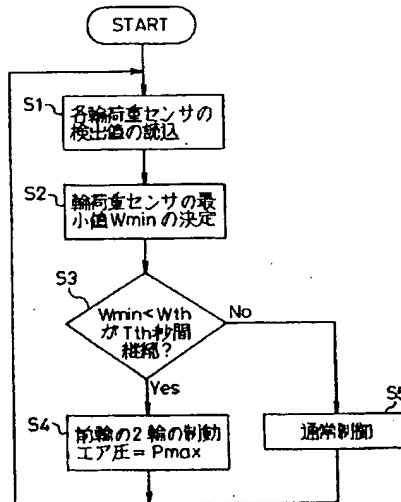 START
S1
各輪荷重センサの
検出値の読込
S2
輪荷重センサの最
小値Wminの決定
S3
Wmin<Wth
がTth秒間
継続?
No
Yes
S4
前輪の2輪の制動
エア圧=Pmax
S5
通常制御